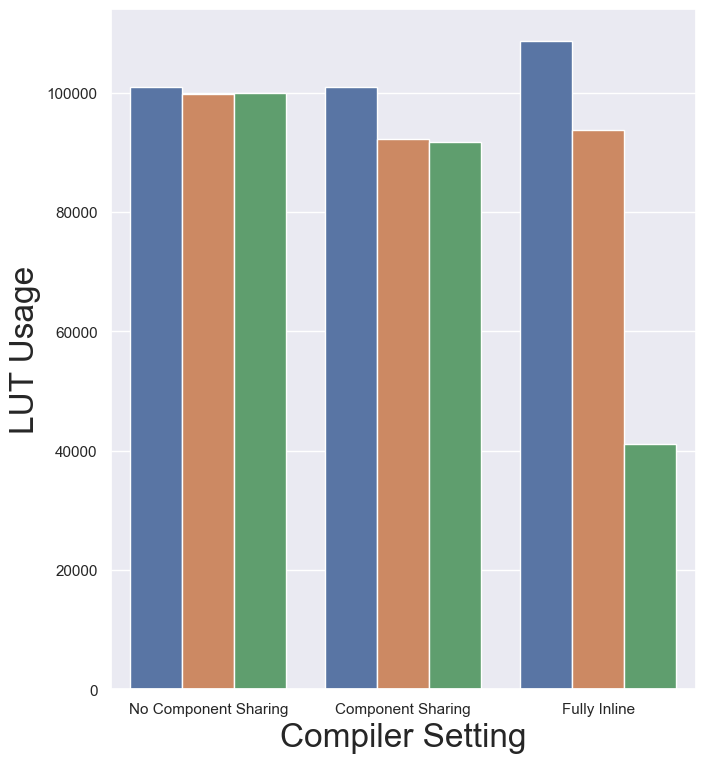 LUT Usage
100000
80000
60000
40000
20000
0
No Component Sharing
Component Sharing
Fully Inline
Compiler Setting